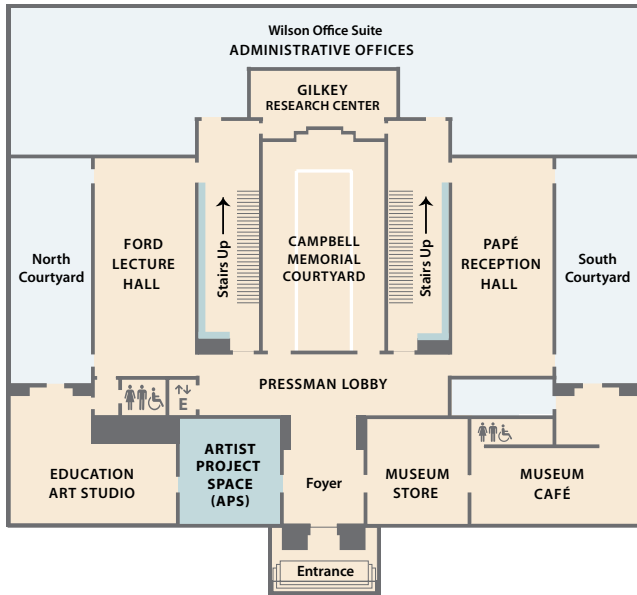 Wilson Office Suite
ADMINISTRATIVE OFFICES
GILKEY
RESEARCH CENTER
North
Courtyard
FORD
LECTURE
HALL
Stairs Up
CAMPBELL
MEMORIAL
COURTYARD
Stairs Up
PAPÉ
RECEPTION
HALL
South
Courtyard
PRESSMAN LOBBY
E
EDUCATION
ART STUDIO
ARTIST
PROJECT
SPACE
(APS)
Foyer
MUSEUM
STORE
MUSEUM
CAFÉ
Entrance